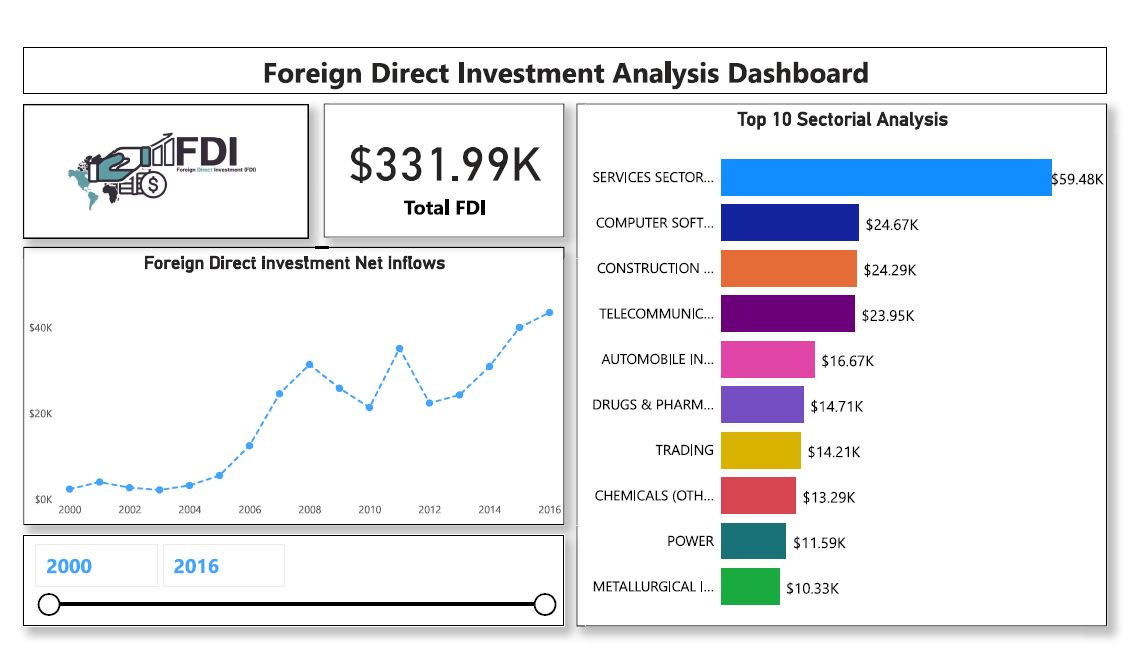 Foreign Direct Investment Analysis Dashboard
FDI
Foreign Direct Investment (FDI)
$
$331.99K
Total FDI
Foreign Direct Investment Net Inflows
$40K
$20K
$0K
2000 2002 2004 2006 2008 2010 2012 2014 2016
2000 2016
Top 10 Sectorial Analysis
SERVICES SECTOR... $59.48K
COMPUTER SOFT... $24.67K
CONSTRUCTION ... $24.29K
TELECOMMUNIC... $23.95K
AUTOMOBILE IN... $16.67K
DRUGS & PHARM... $14.71K
TRADING $14.21K
CHEMICALS (OTH... $13.29K
POWER $11.59K
METALLURGICAL I... $10.33K